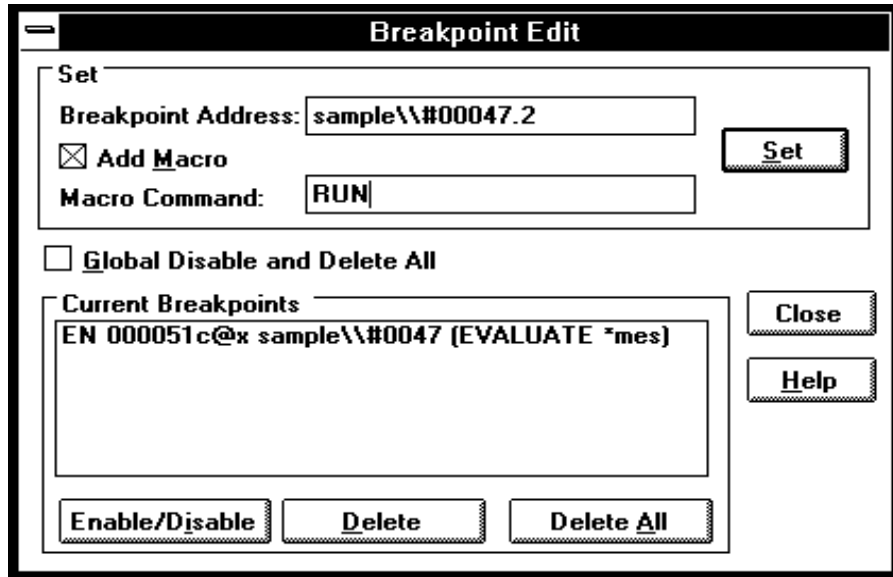 Breakpoint Edit
Set
Breakpoint Address: sample\\#00047.2
Add Macro
Set
Macro Command: RUN
Global Disable and Delete All
Current Breakpoints
EN 000051c@x sample\\#0047 (EVALUATE *mes)
Close
Help
Enable/Disable Delete Delete All